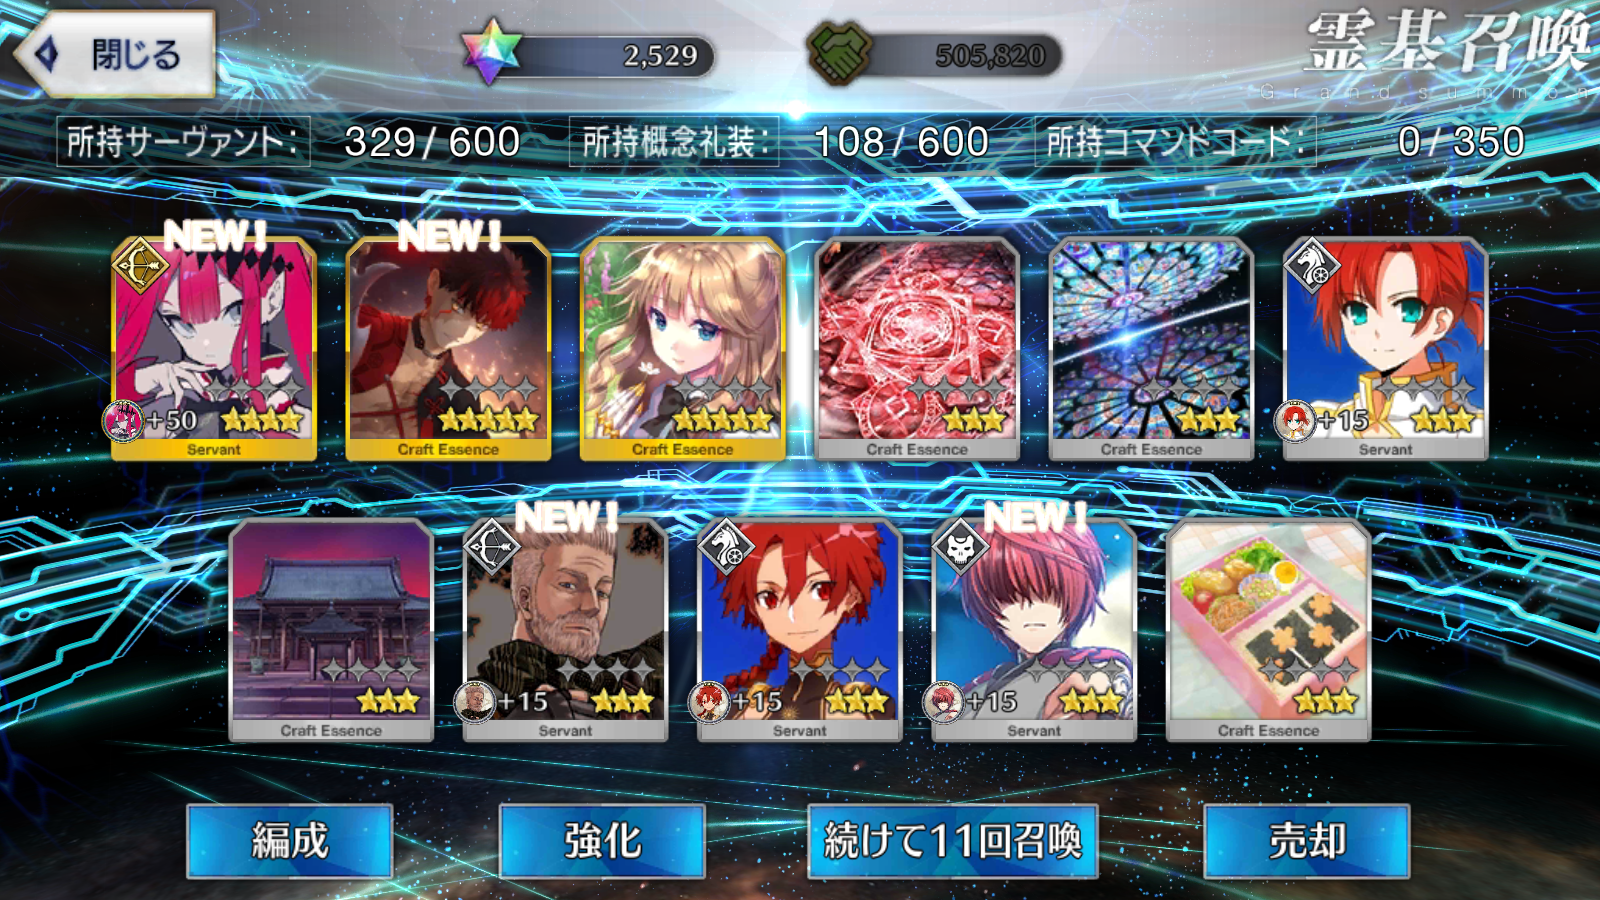 閉じる
2,529
505,820
霊基召喚
Grand summon
所持サーヴァント: 329 / 600
所持概念礼装: 108 / 600
所持コマンドコード: 0 / 350
NEW!
NEW!
+50
+15
Servant
Craft Essence
Craft Essence
Craft Essence
Craft Essence
Servant
NEW!
NEW!
+15
+15
+15
Craft Essence
Servant
Servant
Servant
Craft Essence
編成
強化
続けて11回召喚
売却